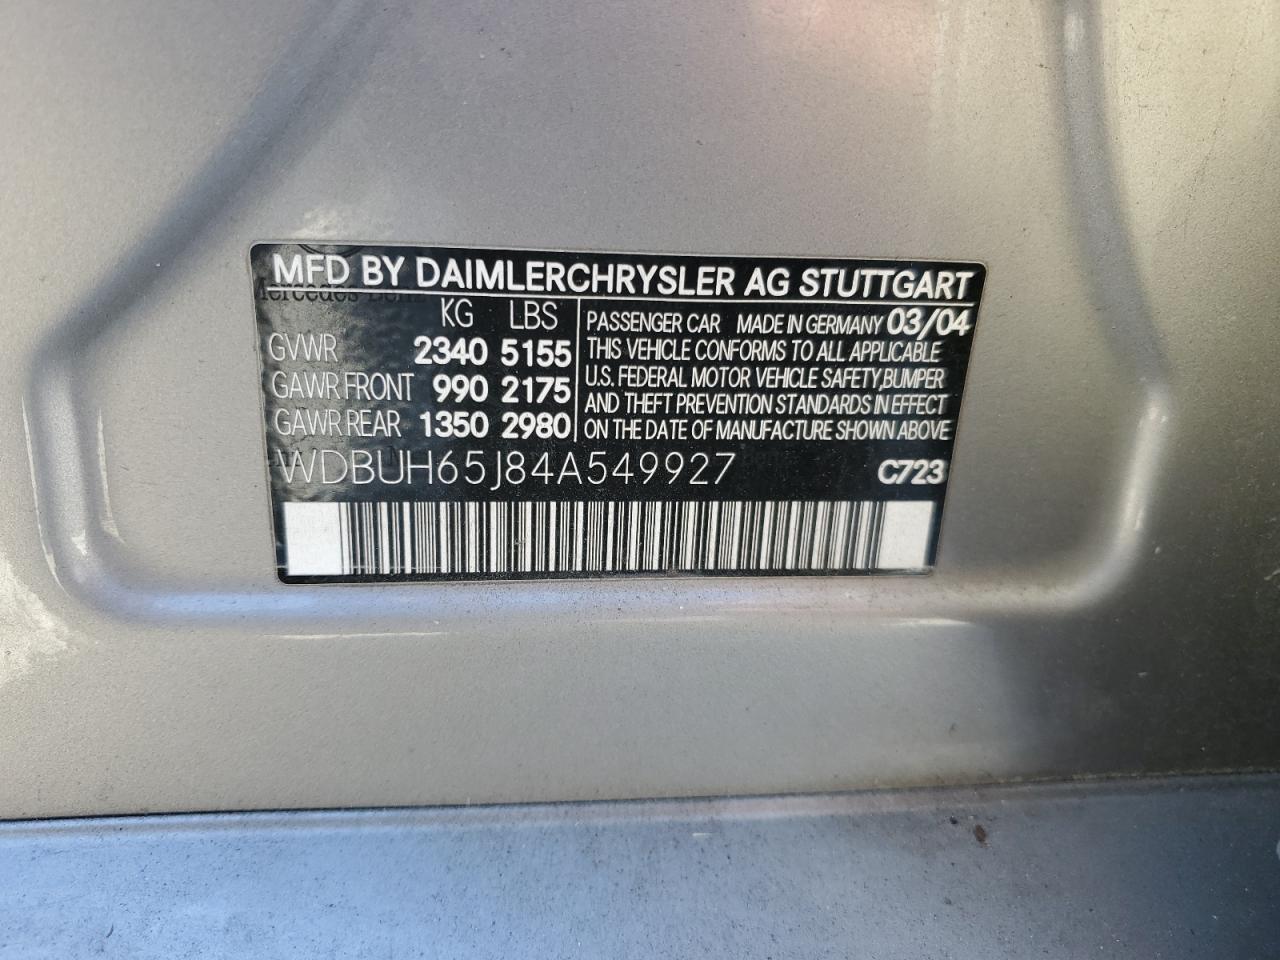 MFD BY DAIMLERCHRYSLER AG STUTTGART
Mercedes Benz
KG LBS
GVWR 2340 5155
GAWR FRONT 990 2175
GAWR REAR 1350 2980
PASSENGER CAR MADE IN GERMANY 03/04
THIS VEHICLE CONFORMS TO ALL APPLICABLE
U.S. FEDERAL MOTOR VEHICLE SAFETY,BUMPER
AND THEFT PREVENTION STANDARDS IN EFFECT
ON THE DATE OF MANUFACTURE SHOWN ABOVE
WDBUH65J84A549927 C723